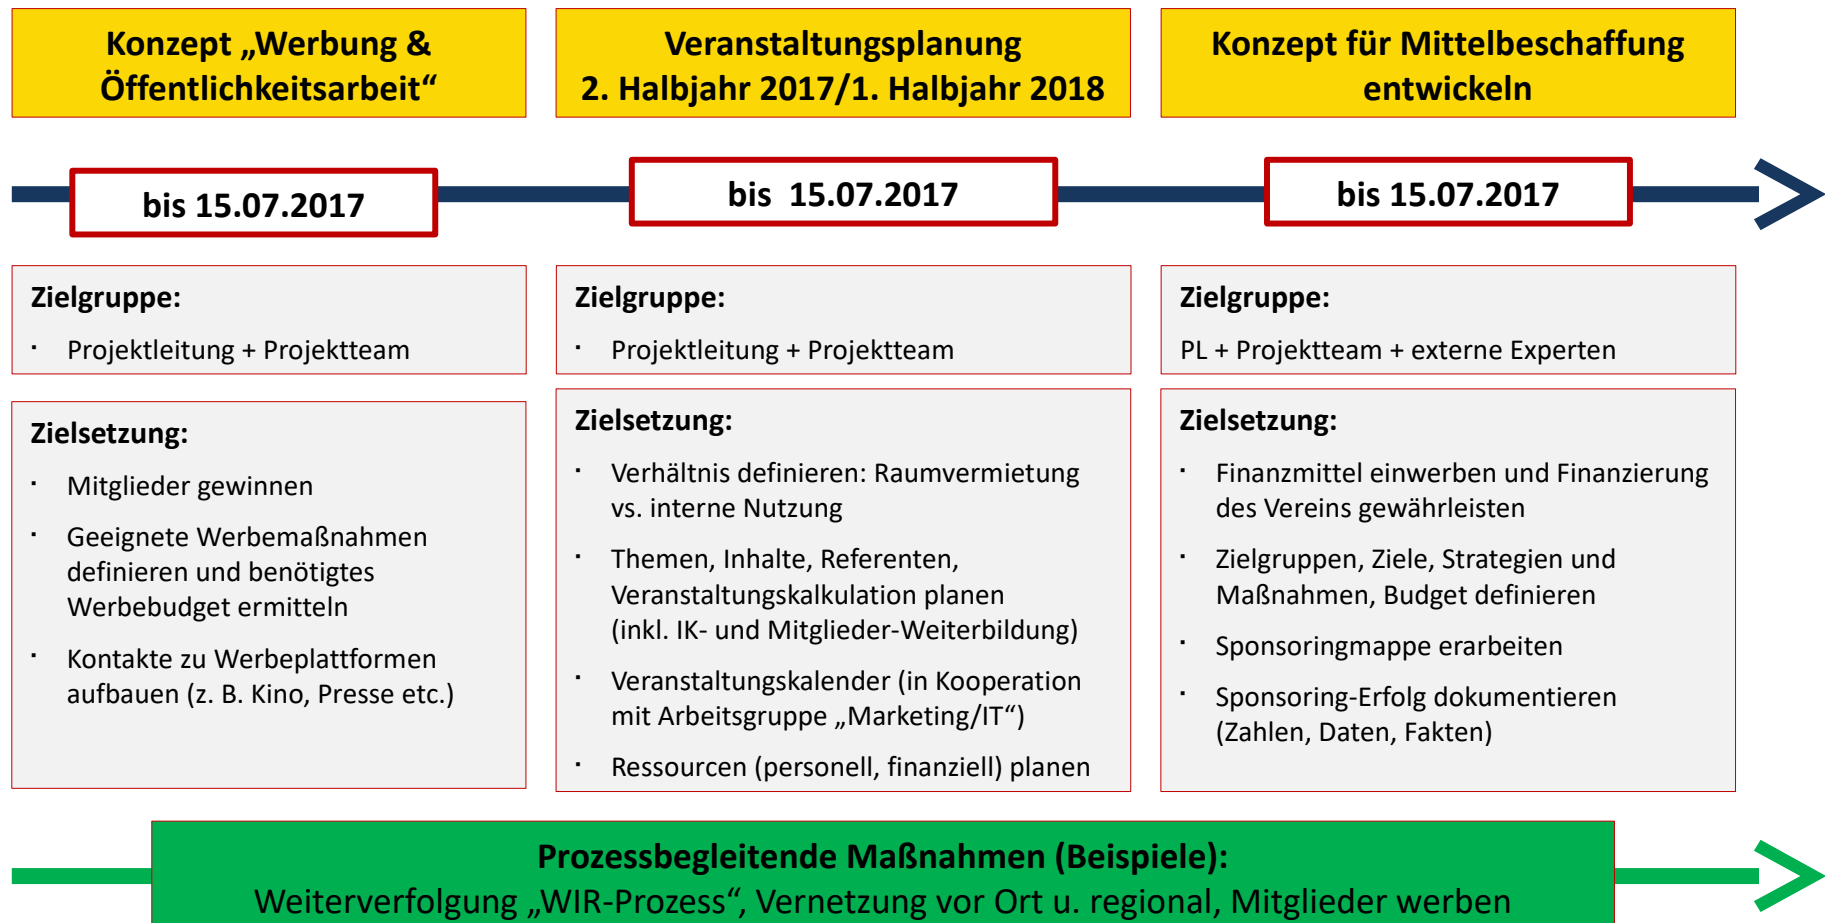 Konzept „Werbung &
Öffentlichkeitsarbeit“
Veranstaltungsplanung
2. Halbjahr 2017/1. Halbjahr 2018
Konzept für Mittelbeschaffung
entwickeln
bis 15.07.2017
bis  15.07.2017
bis 15.07.2017
Zielgruppe:
· Projektleitung + Projektteam
Zielsetzung:
· Mitglieder gewinnen
· Geeignete Werbemaßnahmen
definieren und benötigtes
Werbebudget ermitteln
· Kontakte zu Werbeplattformen
aufbauen (z. B. Kino, Presse etc.)
Zielgruppe:
· Projektleitung + Projektteam
Zielsetzung:
· Verhältnis definieren: Raumvermietung
vs. interne Nutzung
· Themen, Inhalte, Referenten,
Veranstaltungskalkulation planen
(inkl. IK- und Mitglieder-Weiterbildung)
· Veranstaltungskalender (in Kooperation
mit Arbeitsgruppe „Marketing/IT“)
· Ressourcen (personell, finanziell) planen
Zielgruppe:
PL + Projektteam + externe Experten
Zielsetzung:
· Finanzmittel einwerben und Finanzierung
des Vereins gewährleisten
· Zielgruppen, Ziele, Strategien und
Maßnahmen, Budget definieren
· Sponsoringmappe erarbeiten
· Sponsoring-Erfolg dokumentieren
(Zahlen, Daten, Fakten)
Prozessbegleitende Maßnahmen (Beispiele):
Weiterverfolgung „WIR-Prozess“, Vernetzung vor Ort u. regional, Mitglieder werben